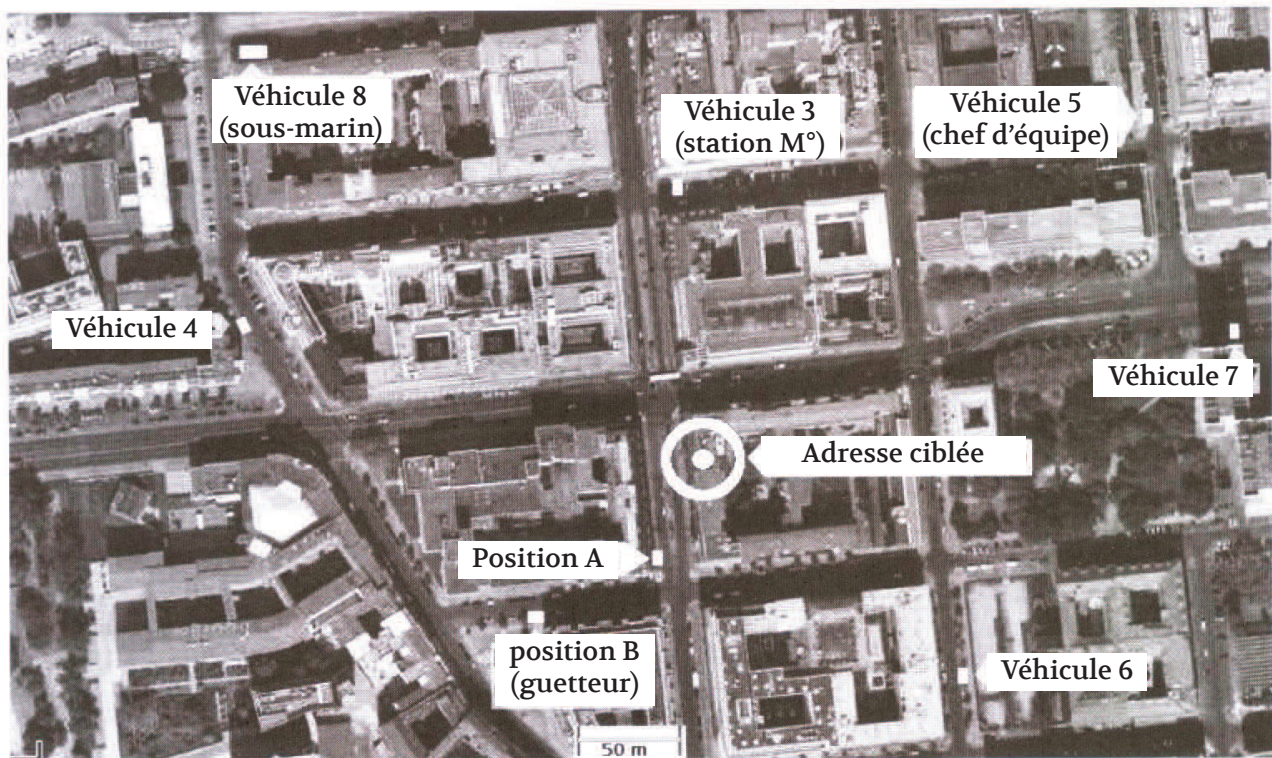 Véhicule 8
(sous-marin)
Véhicule 3
(station M°)
Véhicule 5
(chef d'équipe)
Véhicule 4
Véhicule 7
Adresse ciblée
Position A
position B
(guetteur)
Véhicule 6
50 m